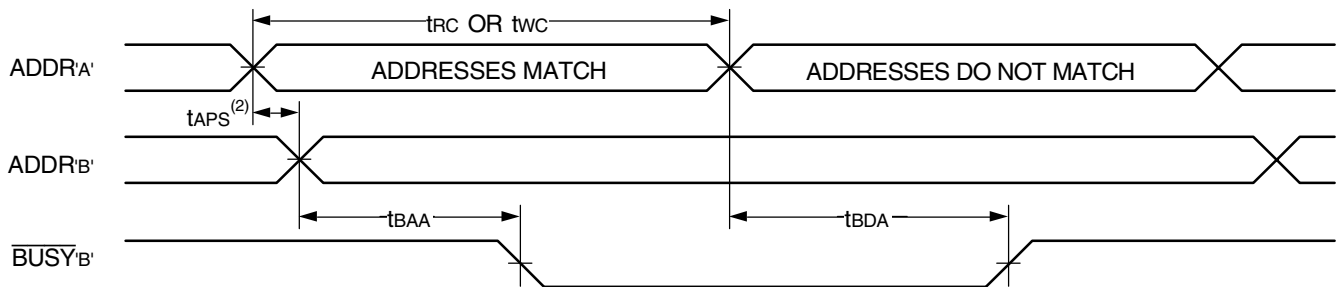 tRC OR tWC
ADDR'A'
ADDRESSES MATCH
ADDRESSES DO NOT MATCH
tAPS(2)
ADDR'B'
tBAA
tBDA
BUSY'B'